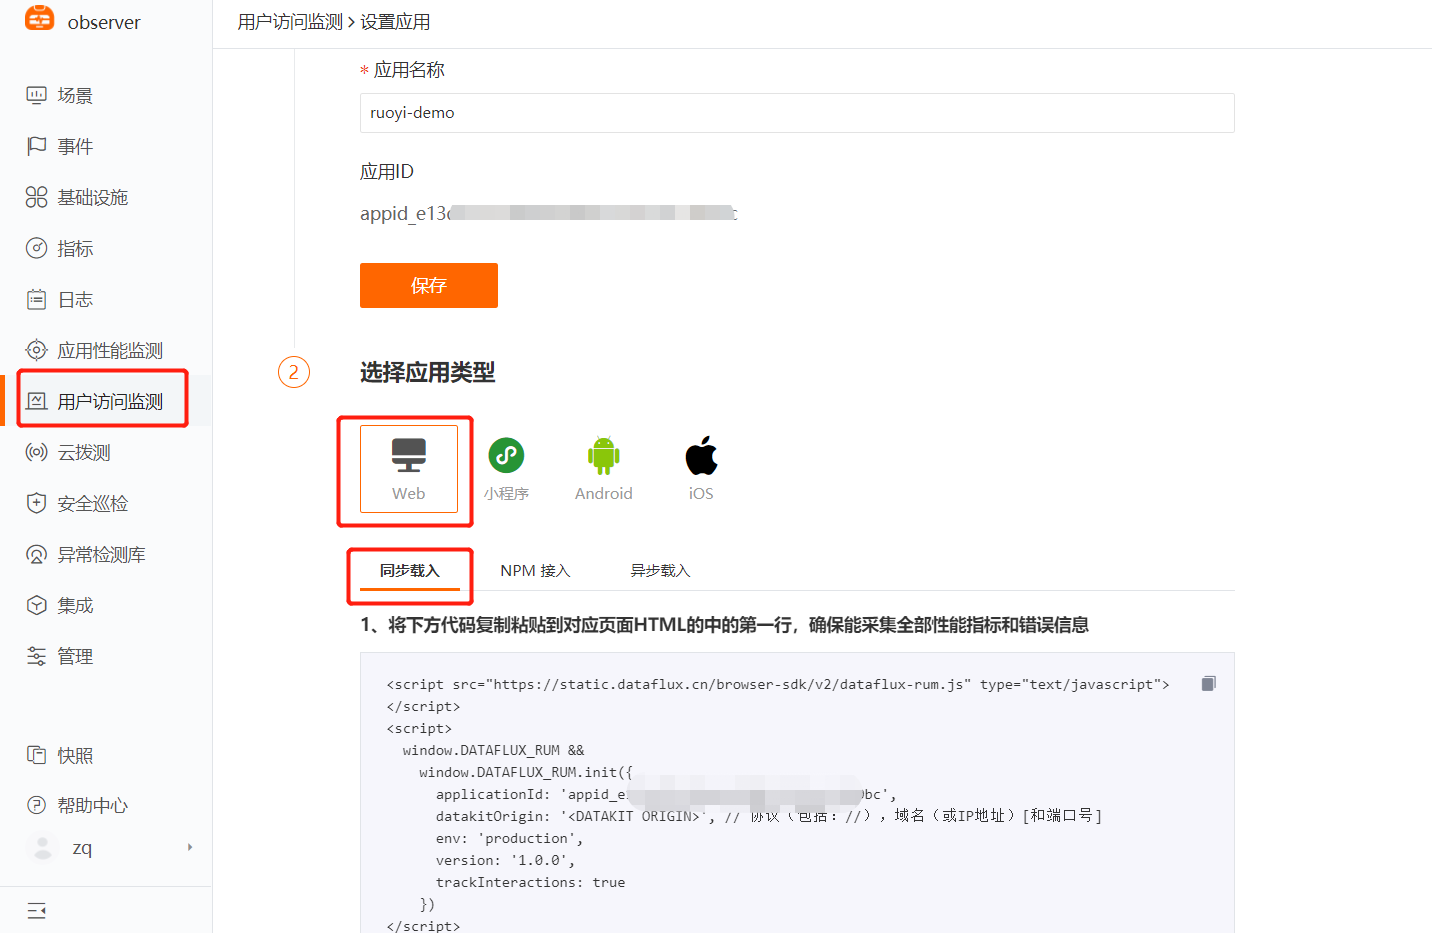 observer
场景
事件
基础设施
指标
日志
应用性能监测
用户访问监测
云拨测
安全巡检
异常检测库
集成
管理
快照
帮助中心
zq
用户访问监测 > 设置应用
* 应用名称
ruoyi-demo
应用ID
appid_e13
保存
2
选择应用类型
Web
小程序
Android
iOS
同步载入
NPM 接入
异步载入
1、将下方代码复制粘贴到对应页面HTML的中的第一行，确保能采集全部性能指标和错误信息
<script src="https://static.dataflux.cn/browser-sdk/v2/dataflux-rum.js" type="text/javascript">
</script>
<script>
window.DATAFLUX_RUM &&
window.DATAFLUX_RUM.init({
applicationId: 'appid_e bc',
datakitOrigin: '<DATAKIT ORIGIN>', // 协议（包括：//），域名（或IP地址）[和端口号]
env: 'production',
version: '1.0.0',
trackInteractions: true
})
</script>